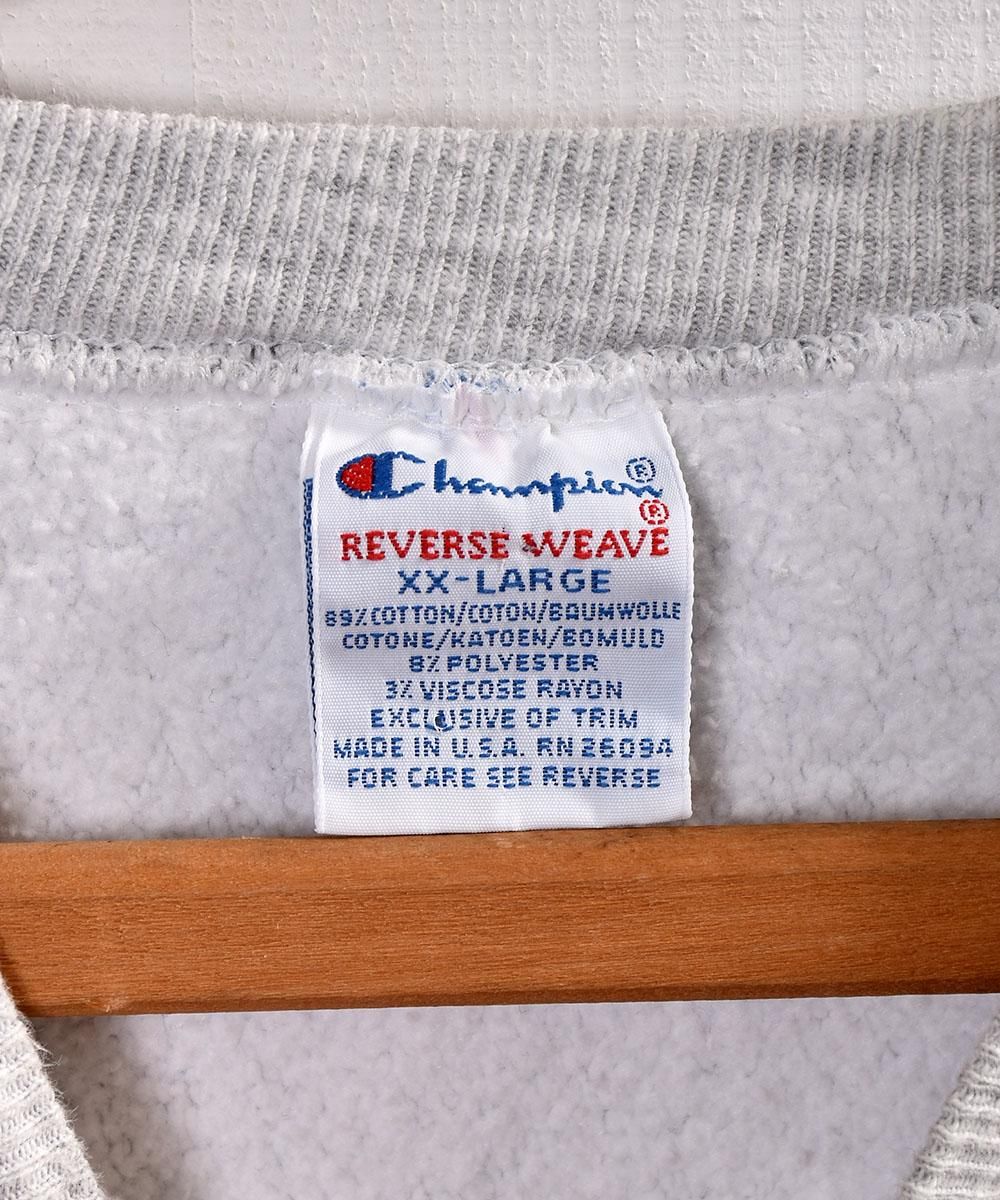 Champion®
®
REVERSE WEAVE
XX-LARGE
89% COTTON/COTON/BAUMWOLLE
COTONE/KATOEN/BOMULD
8% POLYESTER
3% VISCOSE RAYON
EXCLUSIVE OF TRIM
MADE IN U.S.A. RN 26094
FOR CARE SEE REVERSE